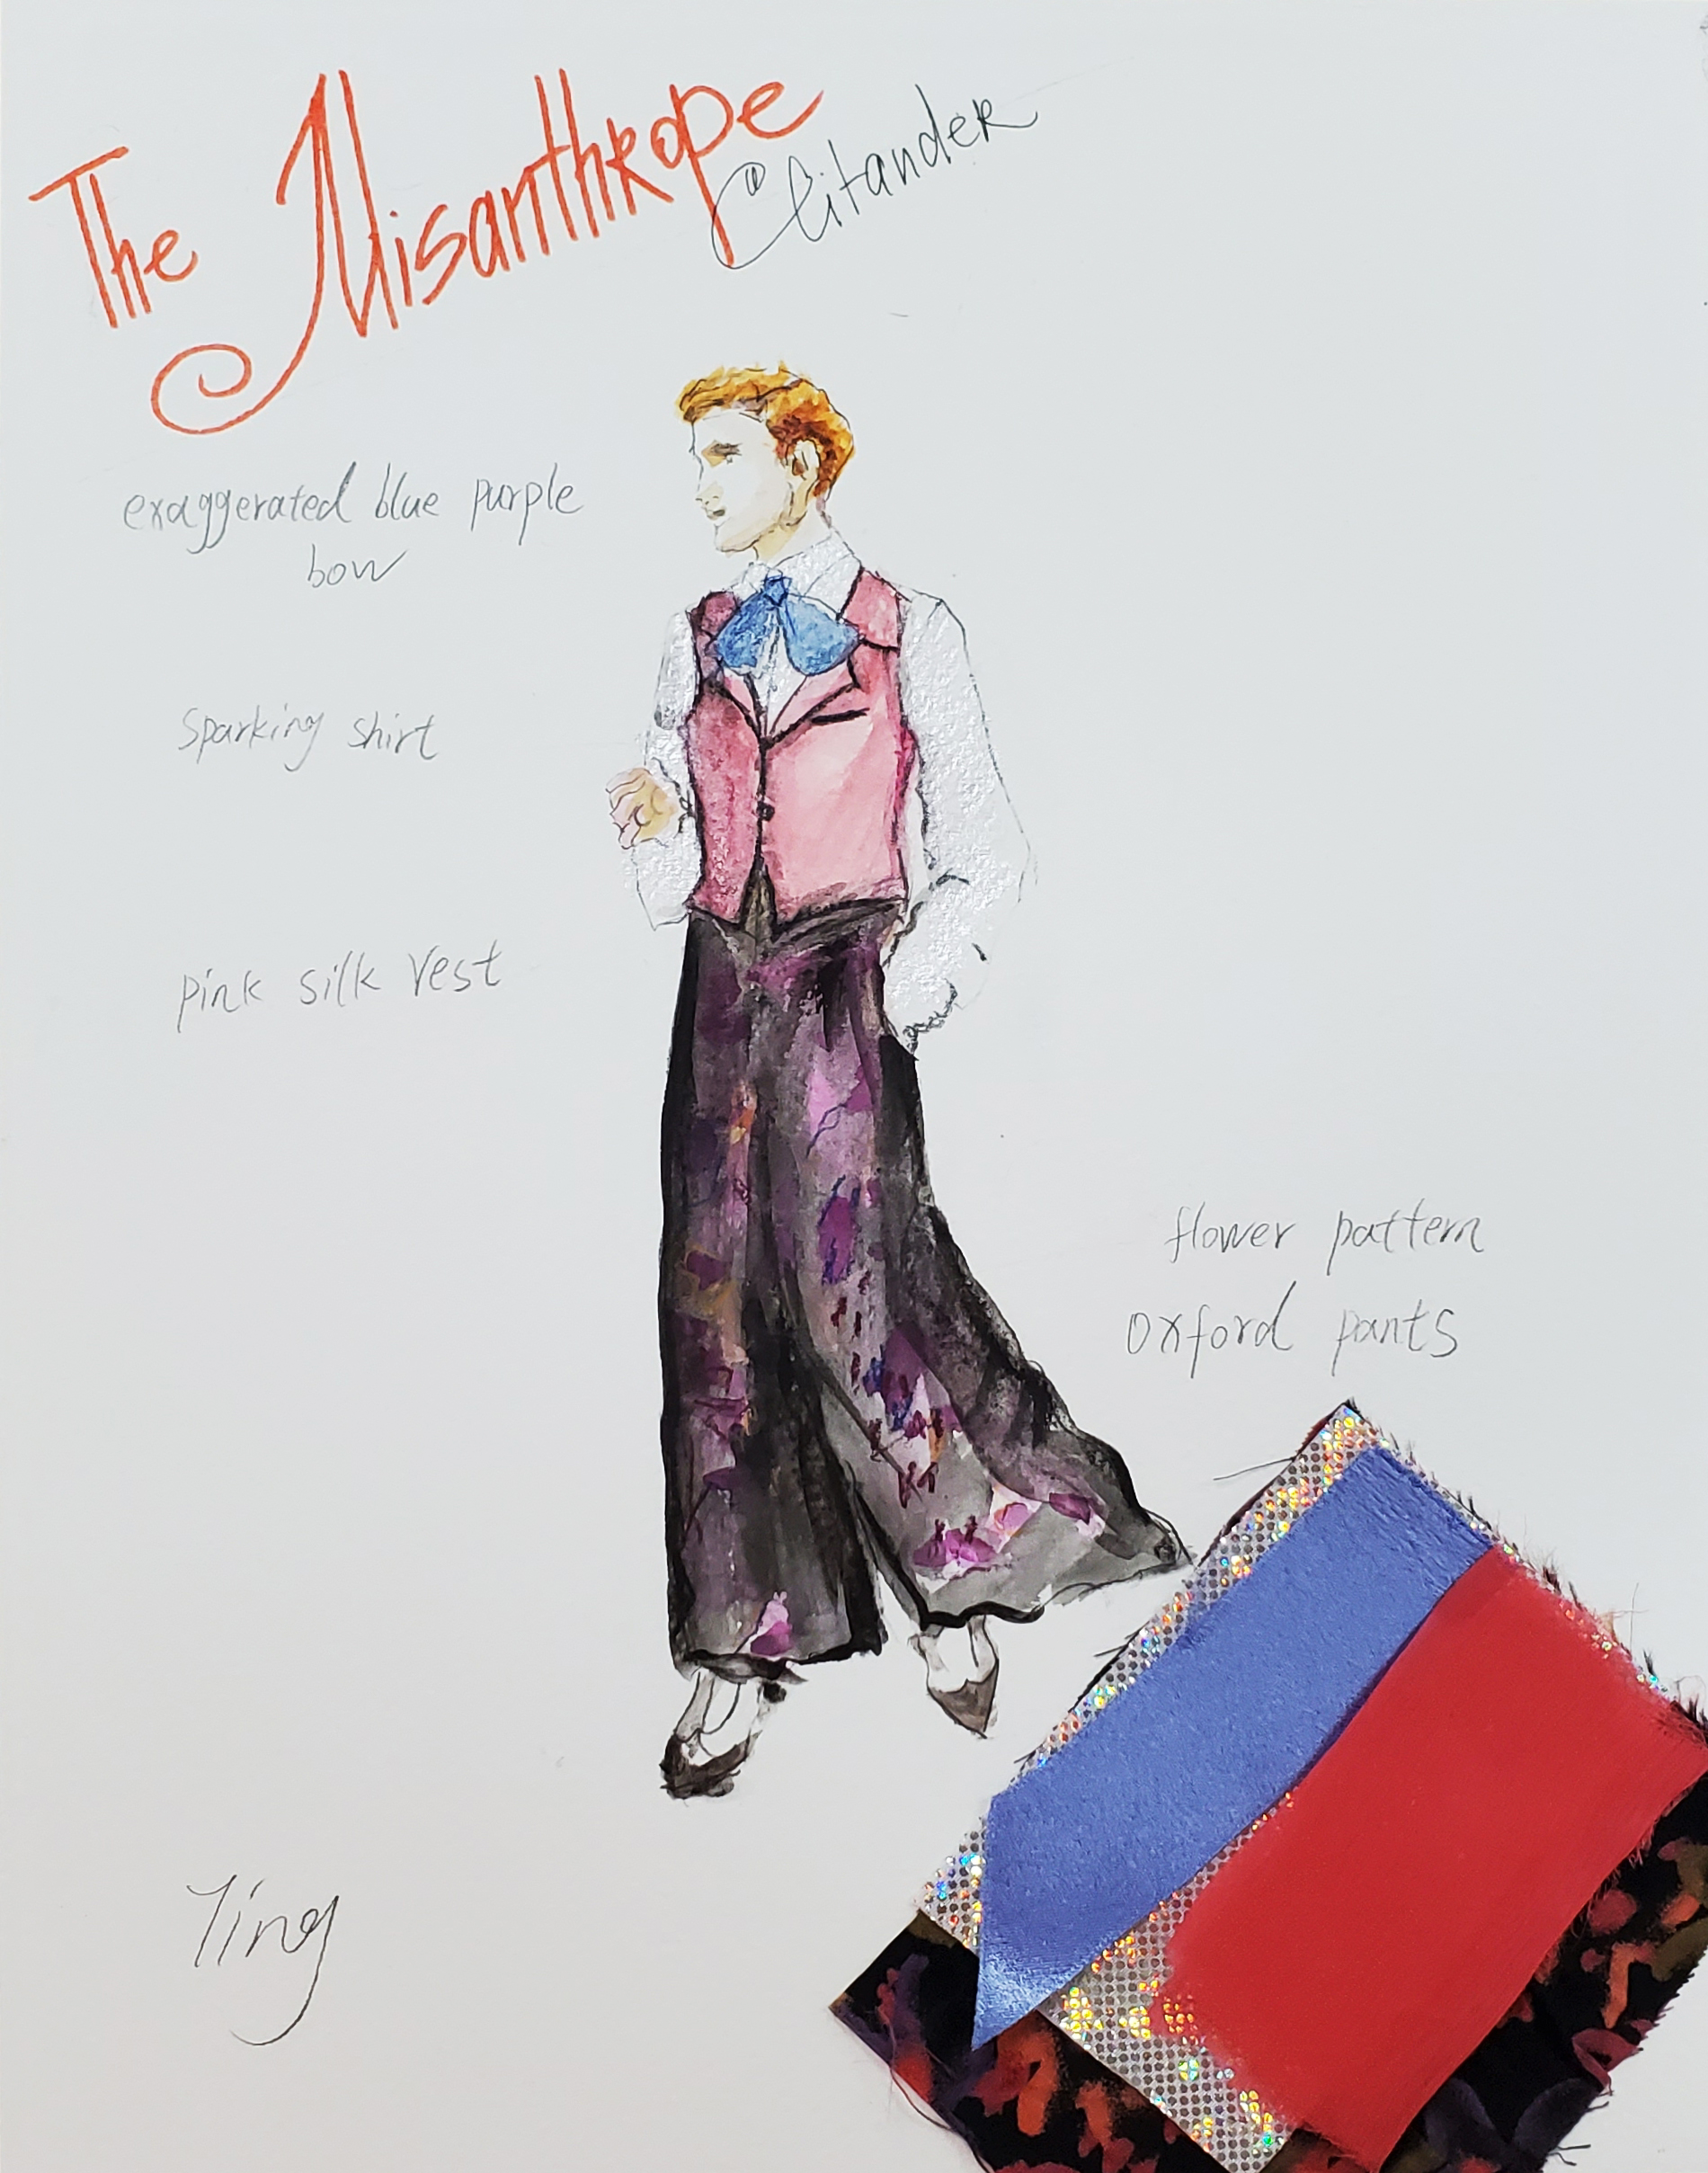 The Misanthrope
Clitander
exaggerated blue purple
bow
sparking shirt
pink silk vest
flower pattern
oxford pants
Ting